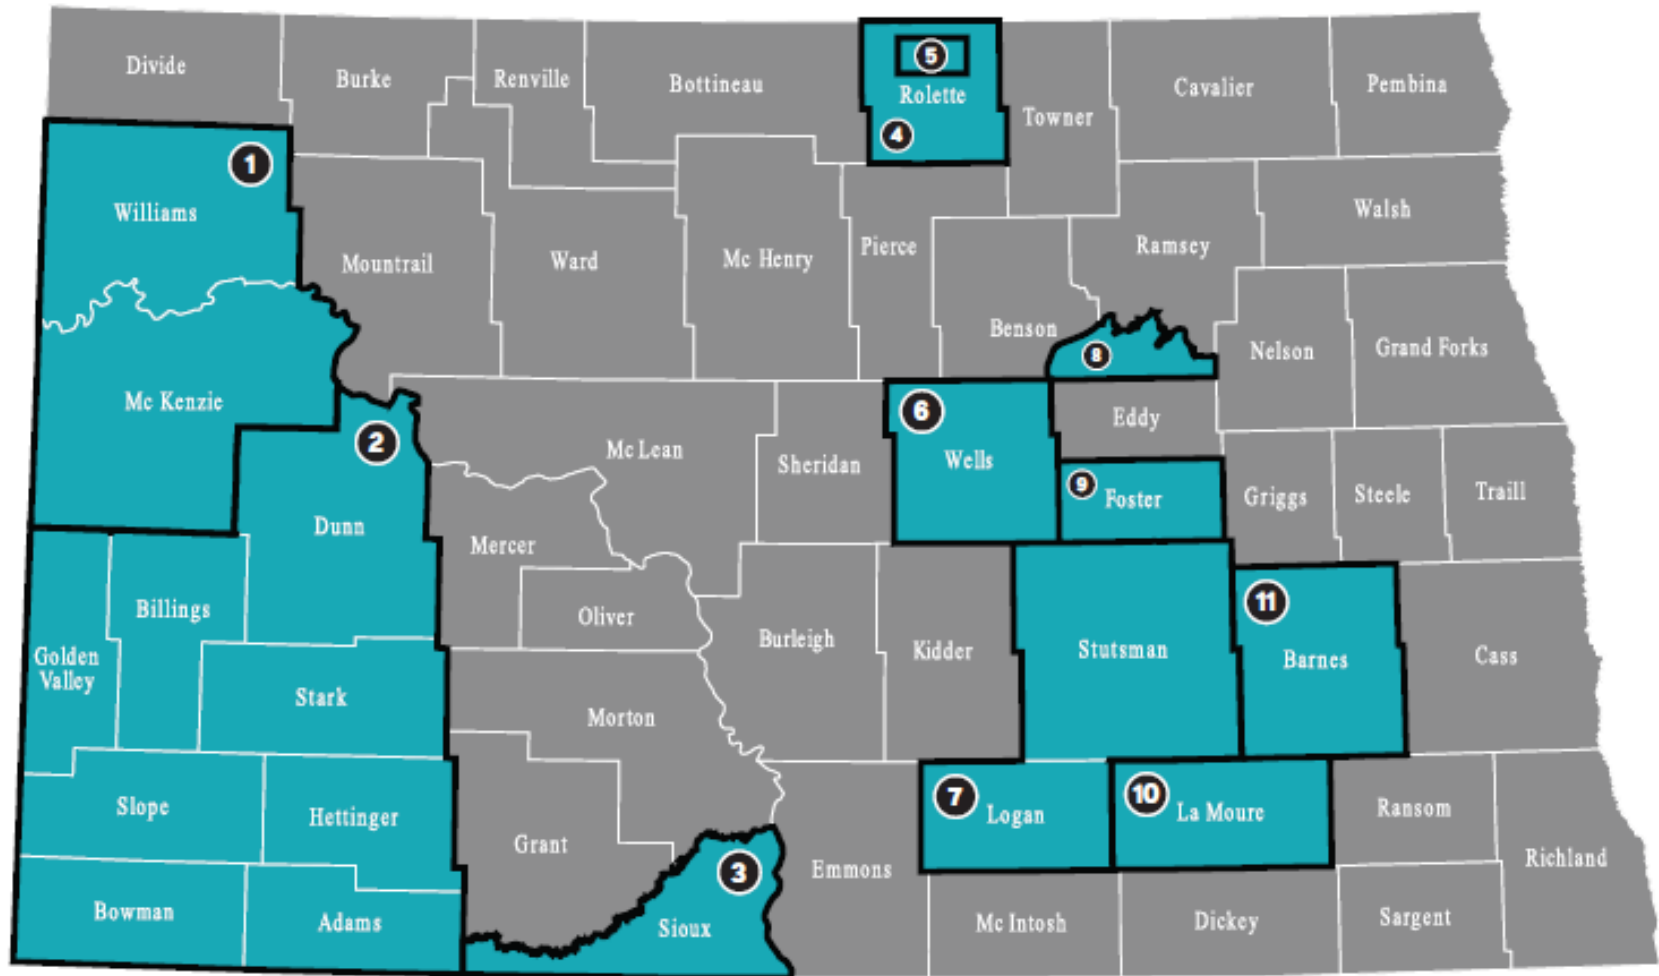 Divide
Burke
Renville
Bottineau
5
Rolette
4
Towner
Cavalier
Pembina
1
Williams
Mountrail
Ward
Mc Henry
Pierce
Ramsey
Walsh
Benson
8
Nelson
Grand Forks
Mc Kenzie
2
Mc Lean
Sheridan
6
Wells
Eddy
9
Foster
Griggs
Steele
Traill
Dunn
Mercer
Oliver
Billings
Golden
Valley
Stark
Morton
Burleigh
Kidder
Stutsman
11
Barnes
Cass
Slope
Hettinger
Grant
3
Sioux
Emmons
7
Logan
10
La Moure
Ransom
Richland
Bowman
Adams
Mc Intosh
Dickey
Sargent